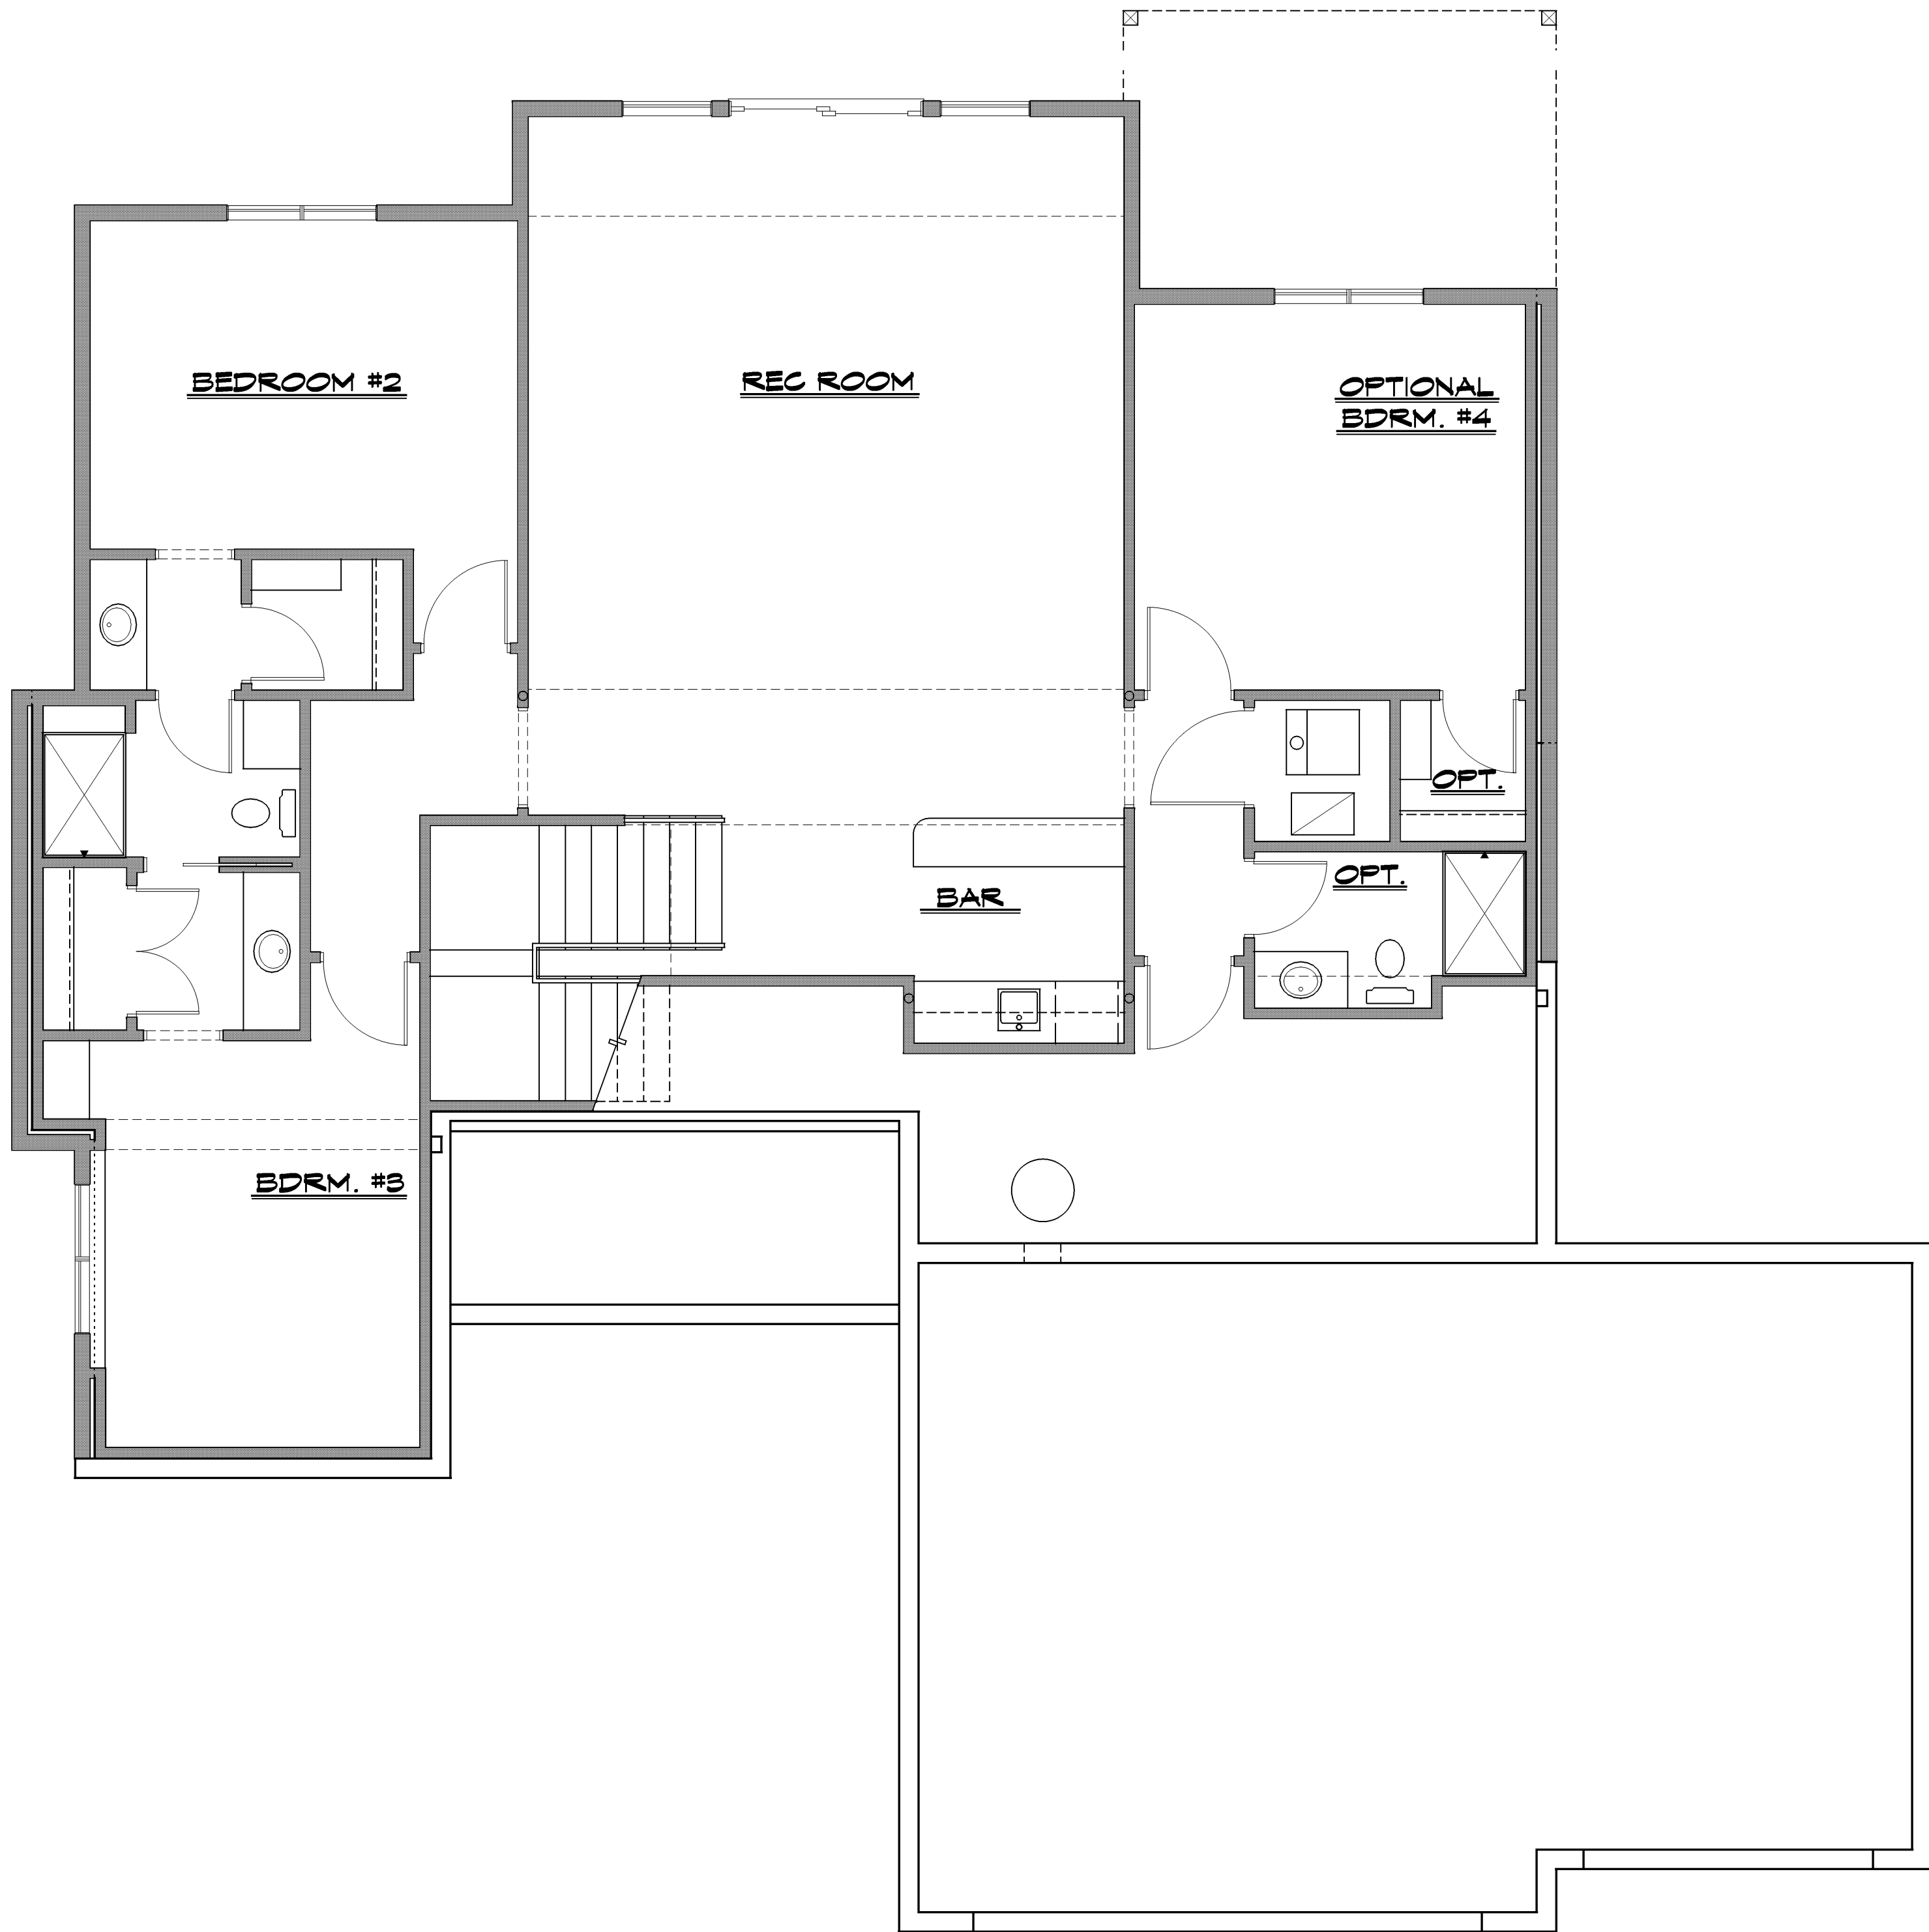 BEDROOM #2
REC ROOM
OPTIONAL
BDRM. #4
OPT.
OPT.
BAR
BDRM. #3